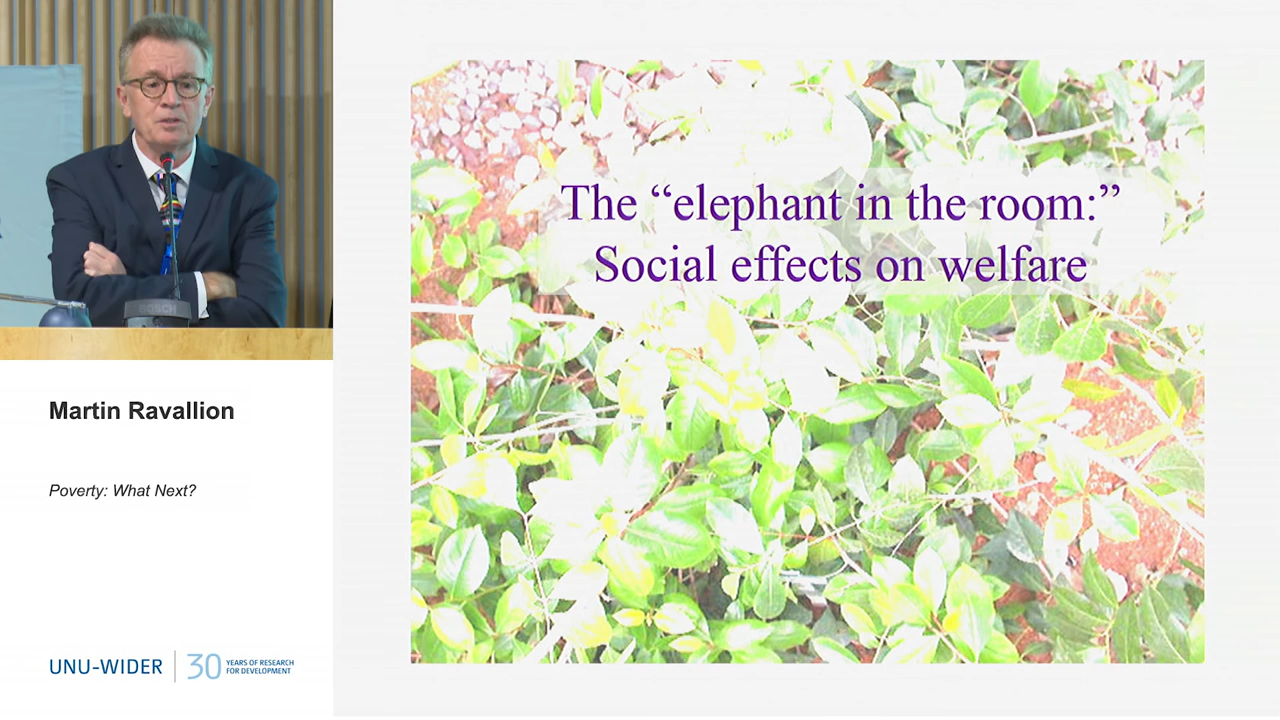 BOSCH
Martin Ravallion
Poverty: What Next?
UNU-WIDER
30 YEARS OF RESEARCH
FOR DEVELOPMENT
The “elephant in the room:”
Social effects on welfare